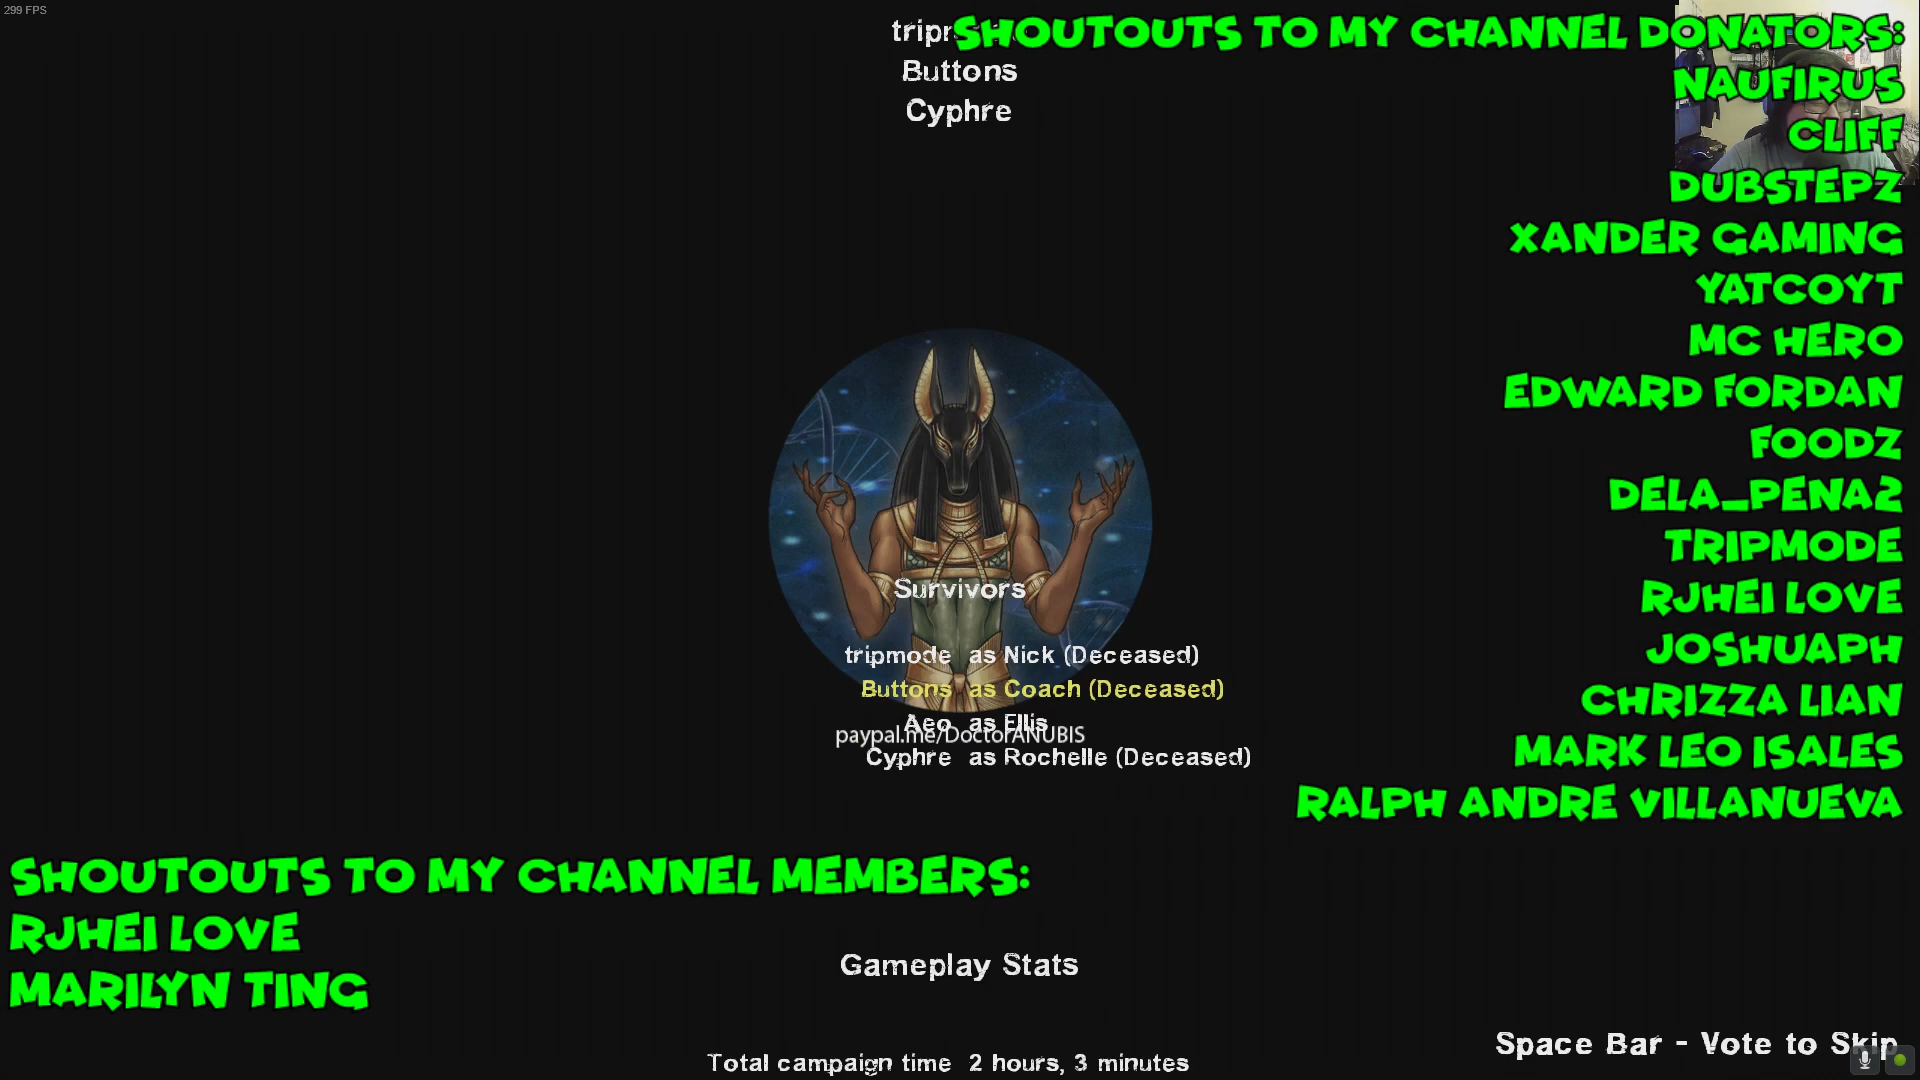 299 FPS
SHOUTOUTS TO MY CHANNEL DONATORS:
NAUFIRUS
CLIFF
DUBSTEPZ
XANDER GAMING
YATCOYT
MC HERO
EDWARD FORDAN
FOODZ
DELA_PENA2
TRIPMODE
RJHEI LOVE
JOSHUAPH
CHRIZZA LIAN
MARK LEO ISALES
RALPH ANDRE VILLANUEVA
Buttons
Cyphre
Survivors
tripmode as Nick (Deceased)
Buttons as Coach (Deceased)
Aeo as Ellis
paypal.me/DoctorANUBIS
Cyphre as Rochelle (Deceased)
SHOUTOUTS TO MY CHANNEL MEMBERS:
RJHEI LOVE
MARILYN TING
Gameplay Stats
Total campaign time 2 hours, 3 minutes
Space Bar - Vote to Skip